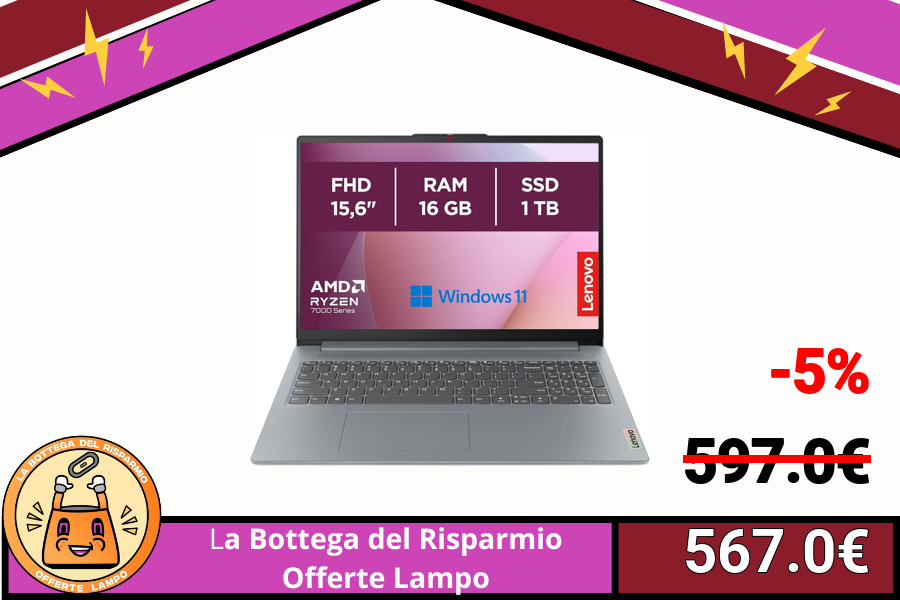 FHD
15,6"
RAM
16 GB
SSD
1 TB
AMD
RYZEN
7000 Series
Windows 11
Lenovo
Lenovo
-5%
597.0€
LA BOTTEGA DEL RISPARMIO
OFFERTE LAMPO
La Bottega del Risparmio
Offerte Lampo
567.0€